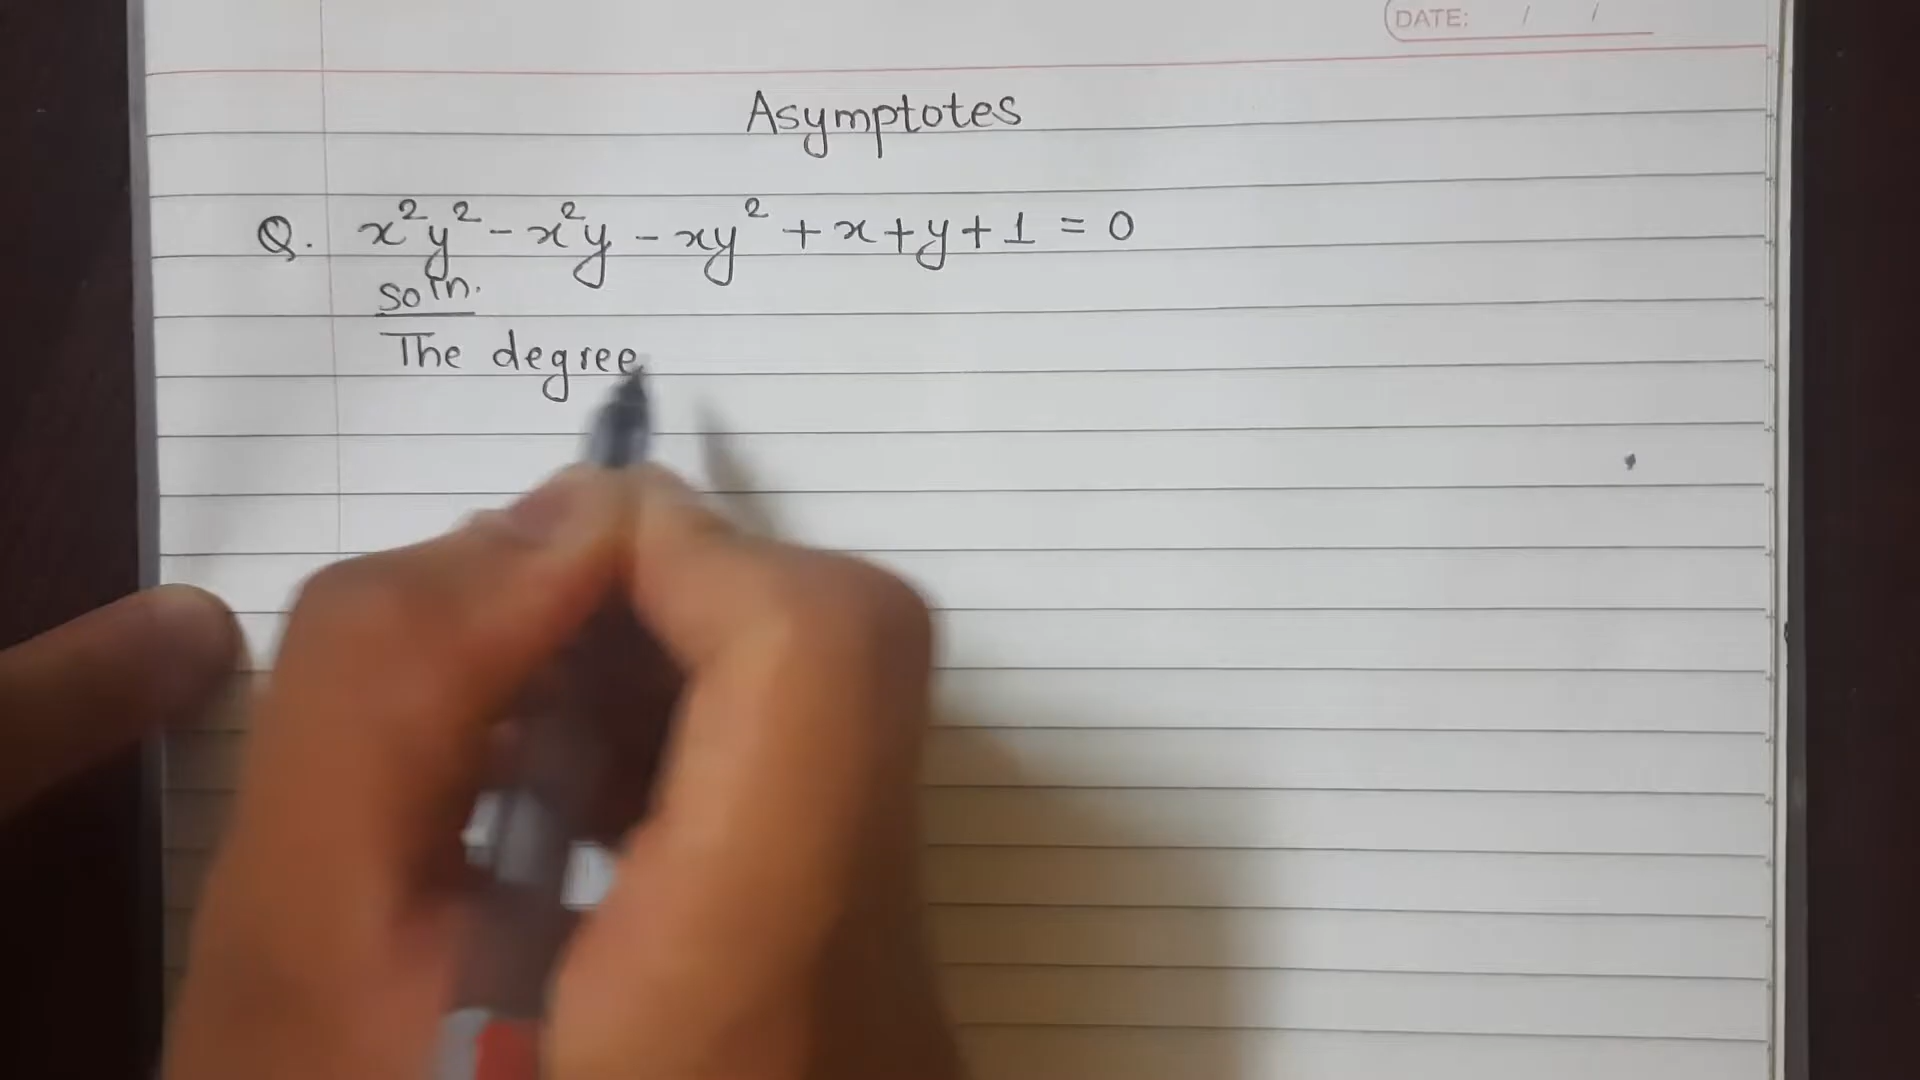 DATE: / /
Asymptotes
Q. x²y² - x²y - xy² + x + y + 1 = 0
soln.
The degree